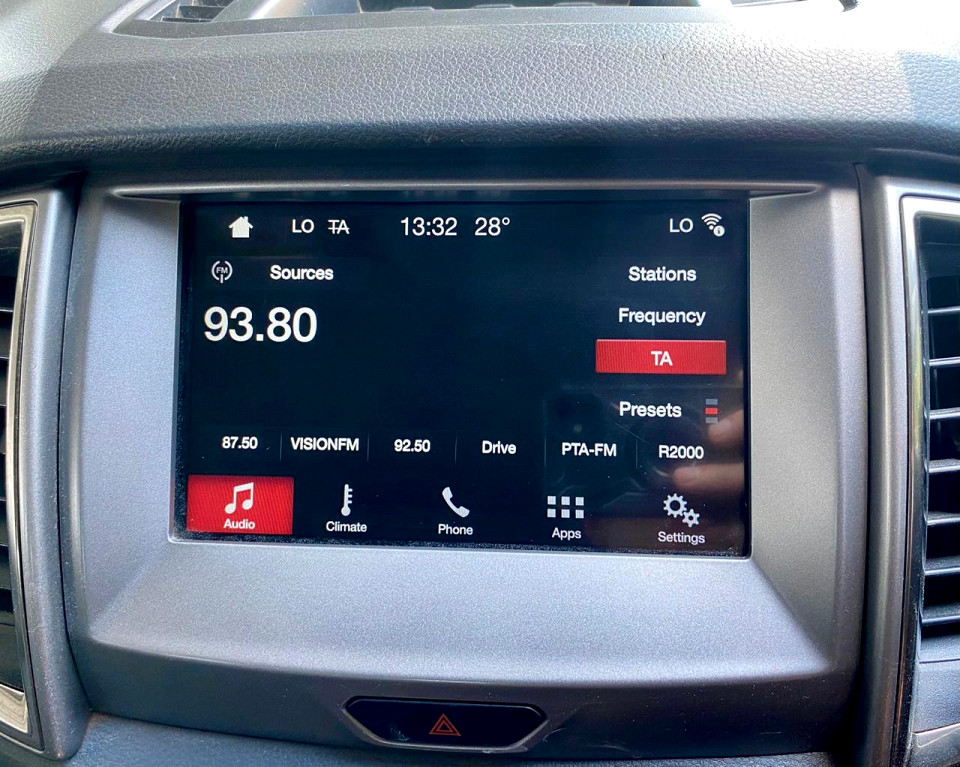 LO TA 13:32 28° LO
FM Sources Stations
93.80 Frequency
TA
Presets
87.50 VISIONFM 92.50 Drive PTA-FM R2000
Audio Climate Phone Apps Settings